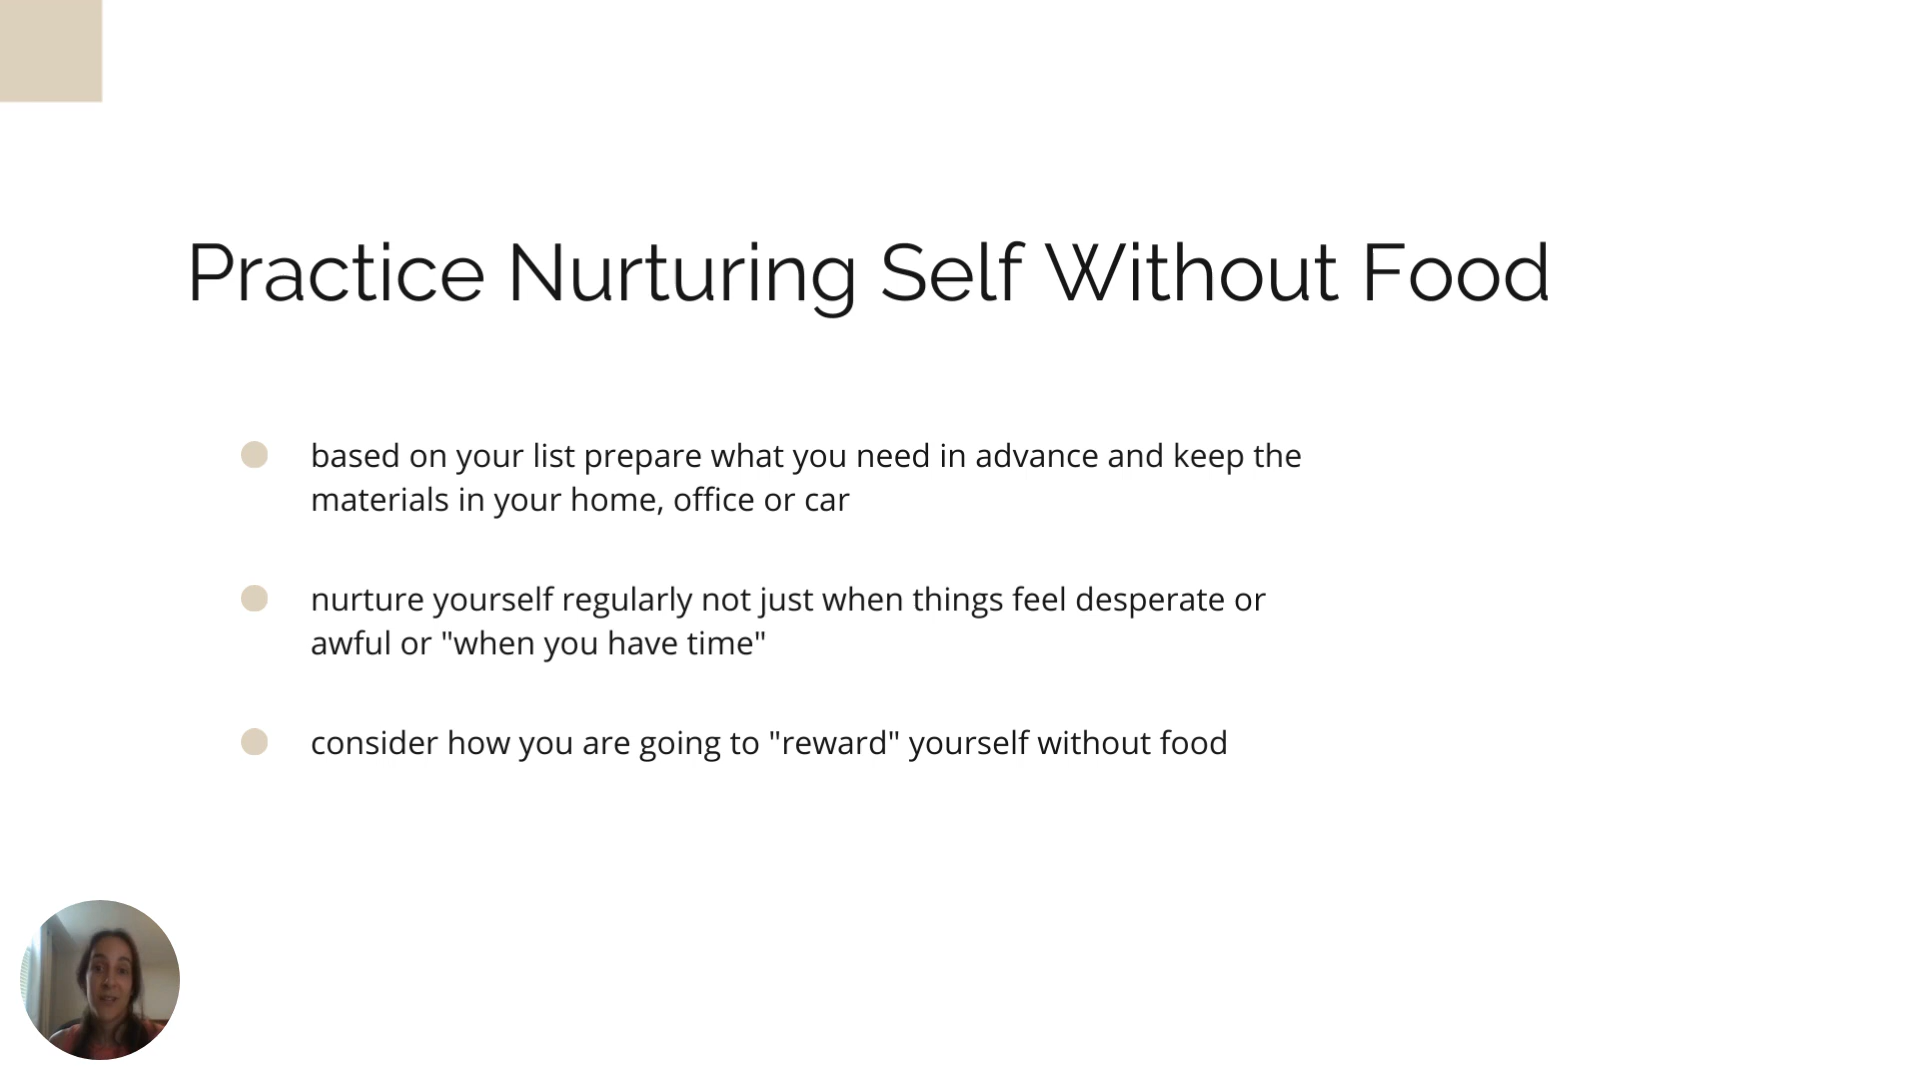 Practice Nurturing Self Without Food
based on your list prepare what you need in advance and keep the
materials in your home, office or car
nurture yourself regularly not just when things feel desperate or
awful or "when you have time"
consider how you are going to "reward" yourself without food